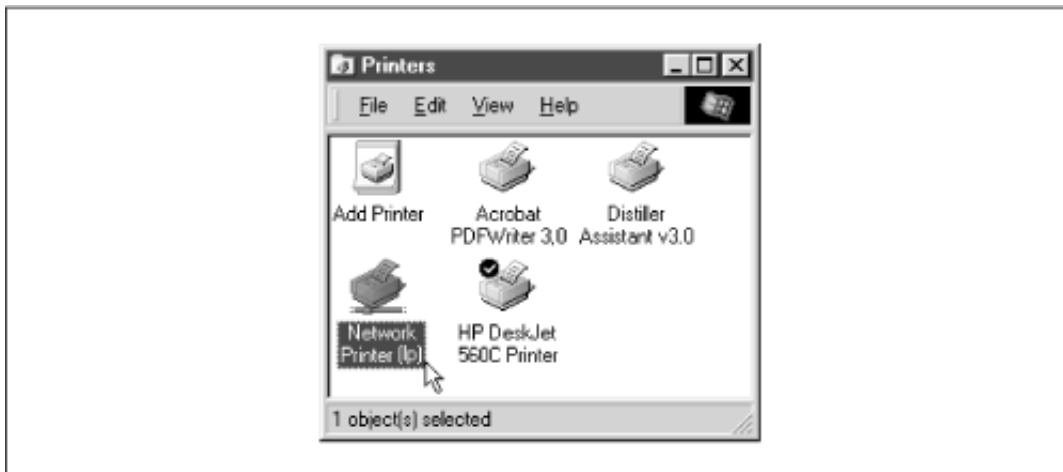 Printers
File Edit View Help
Add Printer
Acrobat
PDFWriter 3.0
Distiller
Assistant v3.0
Network
Printer (lp)
HP DeskJet
560C Printer
1 object(s) selected